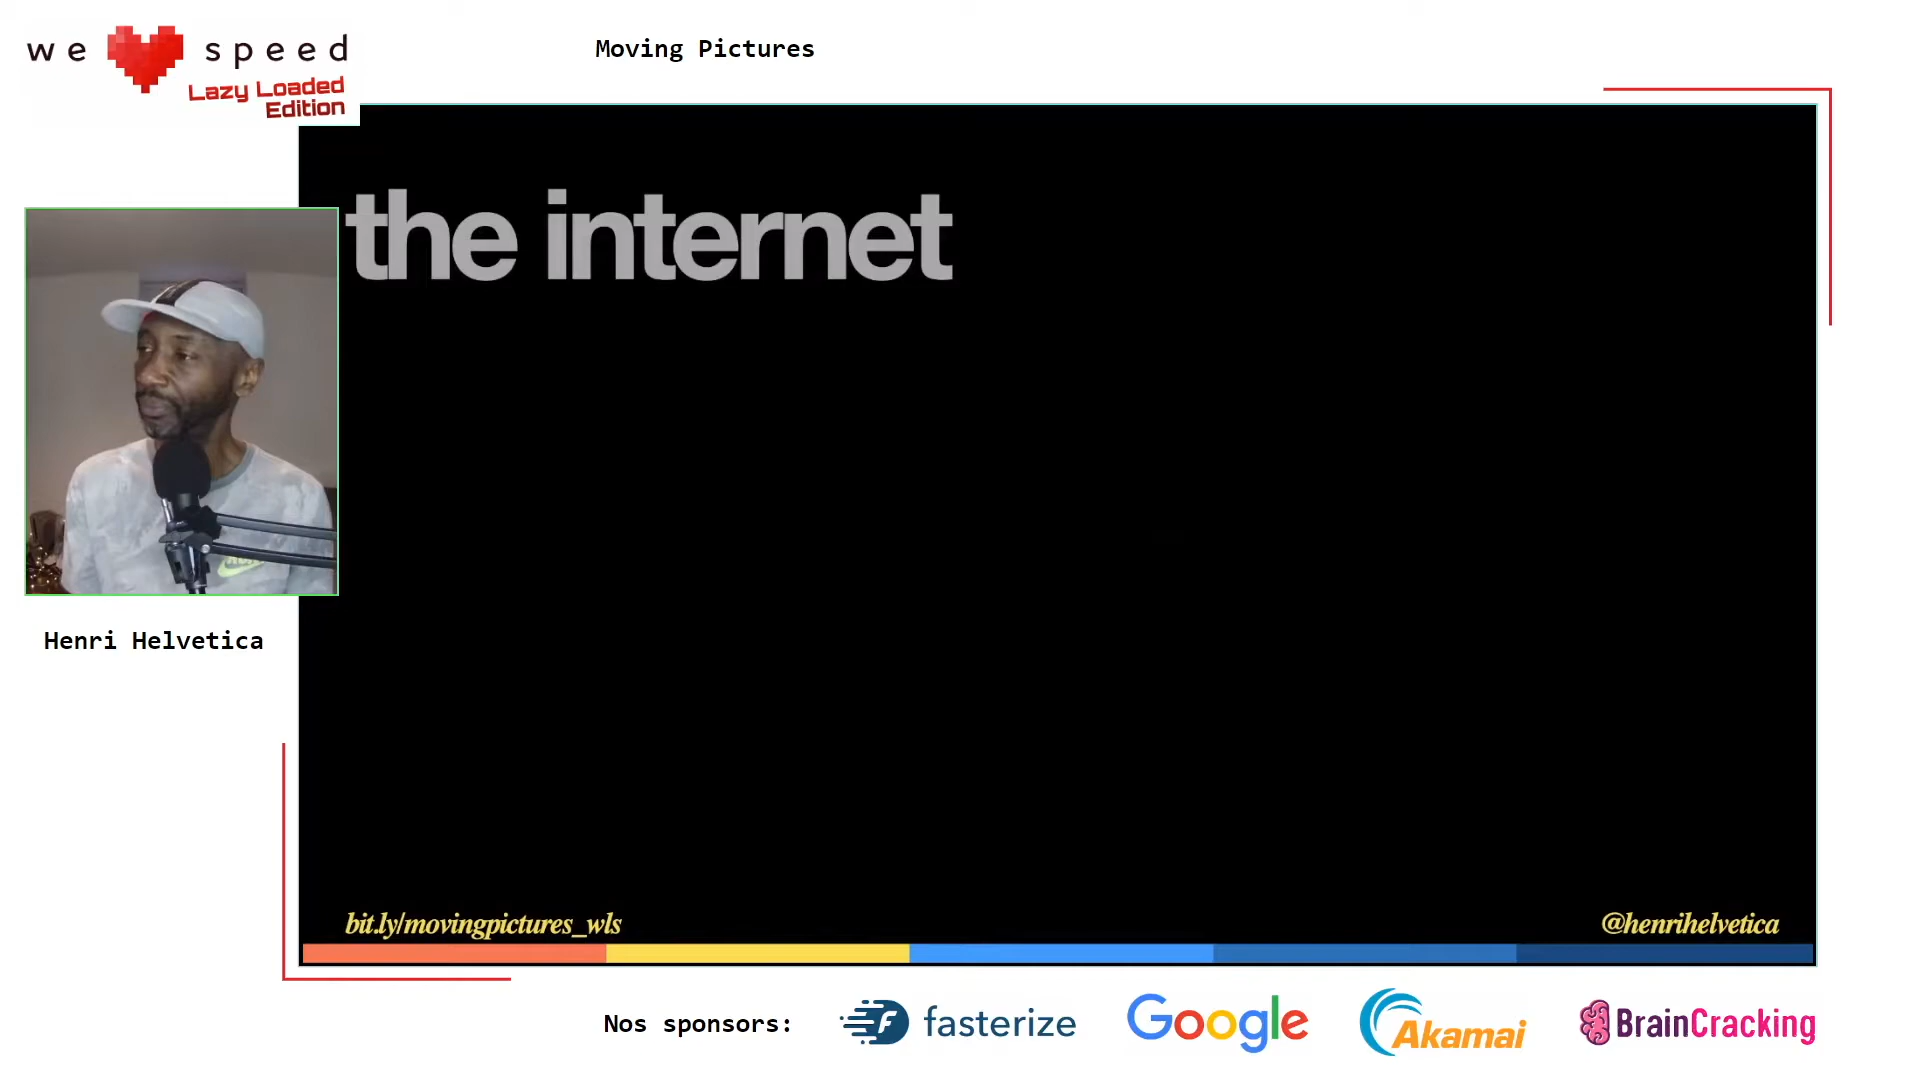 we speed
Lazy Loaded
Edition
Moving Pictures
the internet
Henri Helvetica
bit.ly/movingpictures_wls
@henrihelvetica
Nos sponsors:
fasterize
Google
Akamai
BrainCracking